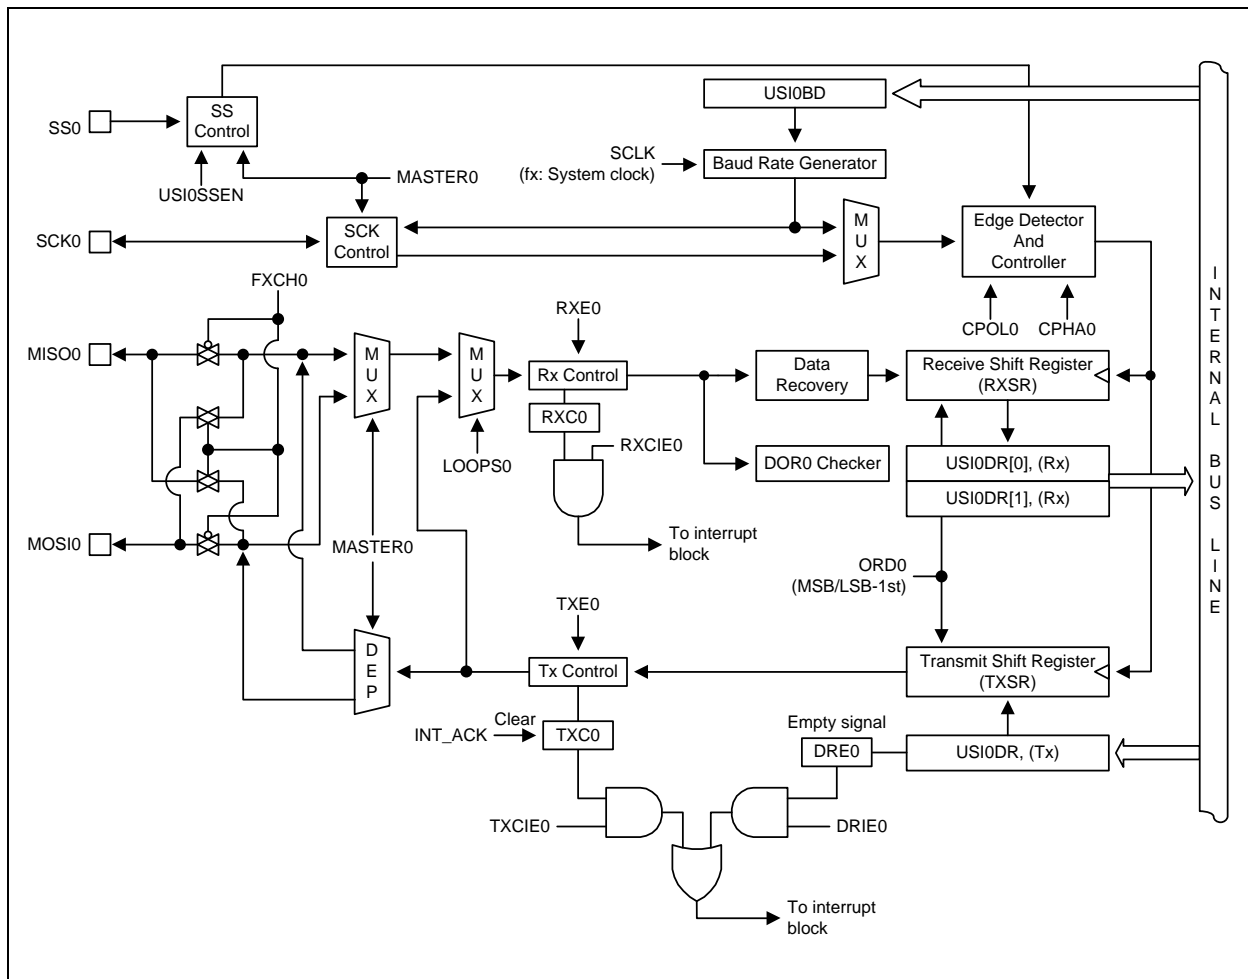 SS
Control
SS0
USI0SSEN
MASTER0
USI0BD
SCLK
(fx: System clock)
Baud Rate Generator
SCK0
SCK
Control
M
U
X
Edge Detector
And
Controller
CPOL0
CPHA0
FXCH0
MISO0
M
U
X
M
U
X
LOOPS0
RXE0
Rx Control
RXC0
RXCIE0
To interrupt
block
Data
Recovery
DOR0 Checker
Receive Shift Register
(RXSR)
USI0DR[0], (Rx)
USI0DR[1], (Rx)
MOSI0
MASTER0
ORD0
(MSB/LSB-1st)
D
E
P
TXE0
Tx Control
Transmit Shift Register
(TXSR)
INT_ACK
Clear
TXC0
Empty signal
DRE0
USI0DR, (Tx)
TXCIE0
DRIE0
To interrupt
block
I
N
T
E
R
N
A
L
B
U
S
L
I
N
E